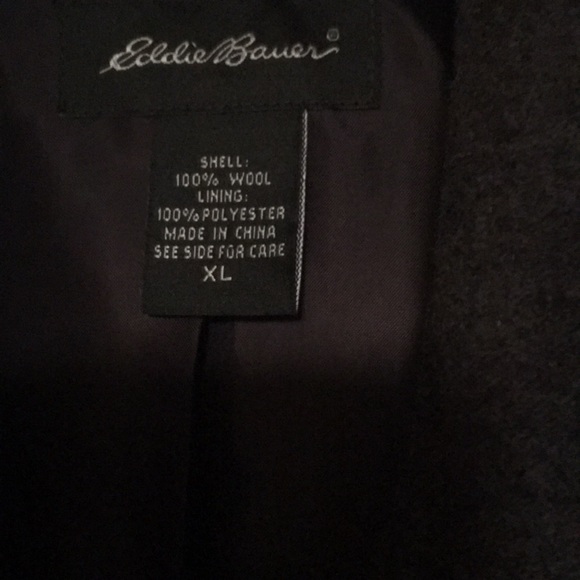 Eddie Bauer®
SHELL:
100% WOOL
LINING:
100% POLYESTER
MADE IN CHINA
SEE SIDE FOR CARE
XL